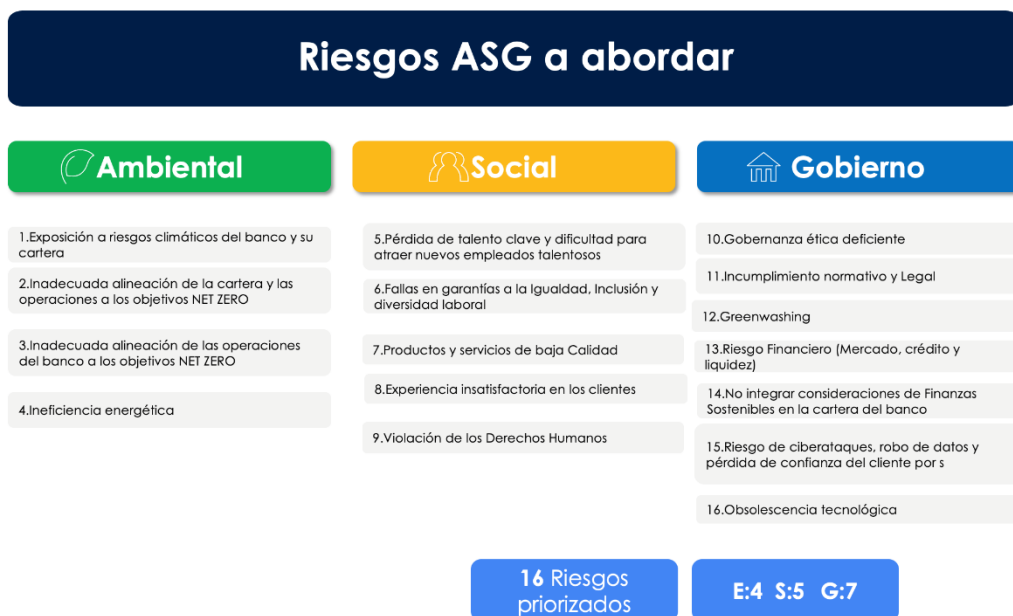 Riesgos ASG a abordar
Ambiental
1.Exposición a riesgos climáticos del banco y su
cartera
2.Inadecuada alineación de la cartera y las
operaciones a los objetivos NET ZERO
3.Inadecuada alineación de las operaciones
del banco a los objetivos NET ZERO
4.Ineficiencia energética
Social
5.Pérdida de talento clave y dificultad para
atraer nuevos empleados talentosos
6.Fallas en garantías a la Igualdad, Inclusión y
diversidad laboral
7.Productos y servicios de baja Calidad
8.Experiencia insatisfactoria en los clientes
9.Violación de los Derechos Humanos
Gobierno
10.Gobernanza ética deficiente
11.Incumplimiento normativo y Legal
12.Greenwashing
13.Riesgo Financiero (Mercado, crédito y
liquidez)
14.No integrar consideraciones de Finanzas
Sostenibles en la cartera del banco
15.Riesgo de ciberataques, robo de datos y
pérdida de confianza del cliente por s
16.Obsolescencia tecnológica
16 Riesgos
priorizados
E:4 S:5 G:7